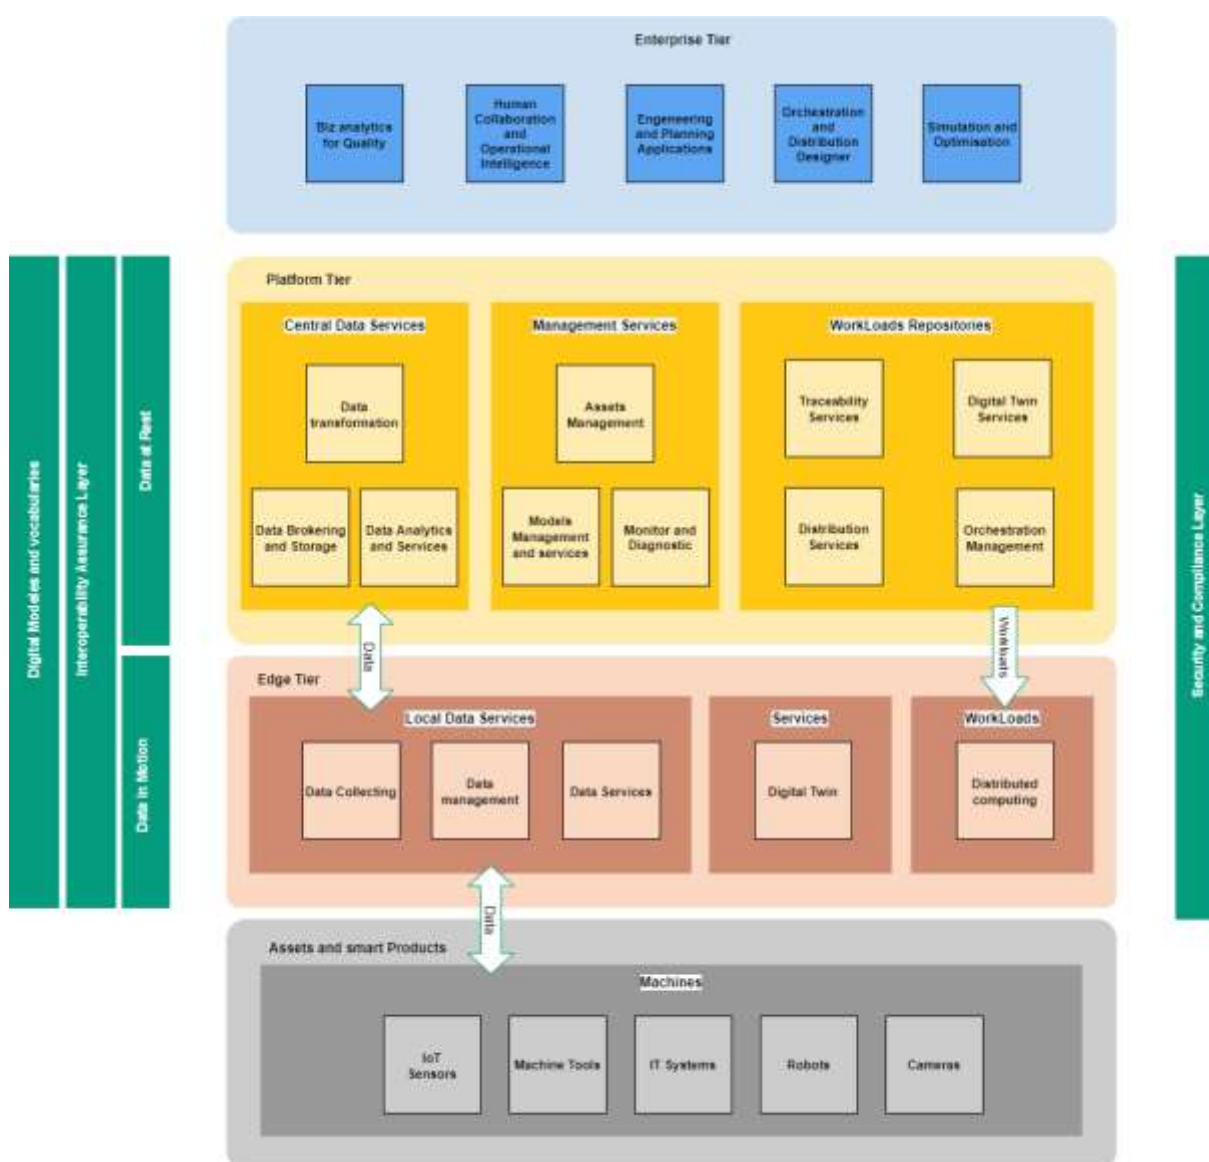 Enterprise Tier
Biz analytics
for Quality
Human
Collaboration
and
Operational
Intelligence
Engeneering
and Planning
Applications
Orchestration
and
Distribution
Designer
Simulation and
Optimisation
Digital Modeles and vocabularies
Interoperability Assurance Layer
Data at Rest
Data in Motion
Security and Compliance Layer
Platform Tier
Central Data Services
Data
transformation
Data Brokering
and Storage
Data Analytics
and Services
Management Services
Assets
Management
Models
Management
and services
Monitor and
Diagnostic
WorkLoads Repositories
Traceability
Services
Digital Twin
Services
Distribution
Services
Orchestration
Management
Data
Workloads
Edge Tier
Local Data Services
Data Collecting
Data
management
Data Services
Services
Digital Twin
WorkLoads
Distributed
computing
Data
Assets and smart Products
Machines
IoT
Sensors
Machine Tools
IT Systems
Robots
Cameras